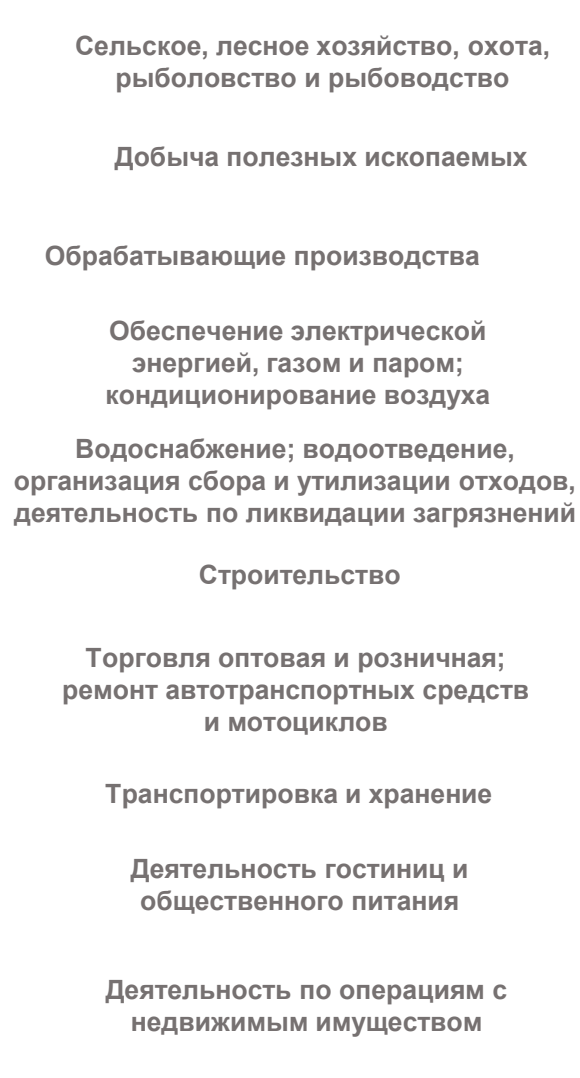 Сельское, лесное хозяйство, охота,
рыболовство и рыбоводство
Добыча полезных ископаемых
Обрабатывающие производства
Обеспечение электрической
энергией, газом и паром;
кондиционирование воздуха
Водоснабжение; водоотведение,
организация сбора и утилизации отходов,
деятельность по ликвидации загрязнений
Строительство
Торговля оптовая и розничная;
ремонт автотранспортных средств
и мотоциклов
Транспортировка и хранение
Деятельность гостиниц и
общественного питания
Деятельность по операциям с
недвижимым имуществом